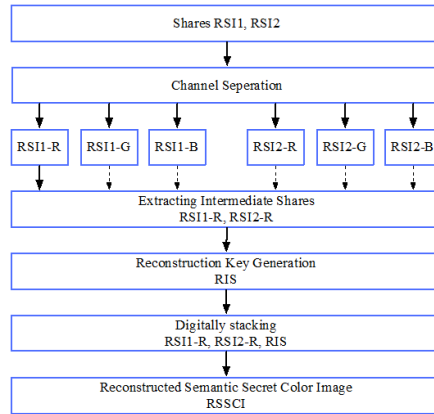 Shares RSI1, RSI2
Channel Seperation
RSI1-R RSI1-G RSI1-B RSI2-R RSI2-G RSI2-B
Extracting Intermediate Shares
RSI1-R, RSI2-R
Reconstruction Key Generation
RIS
Digitally stacking
RSI1-R, RSI2-R, RIS
Reconstructed Semantic Secret Color Image
RSSCI